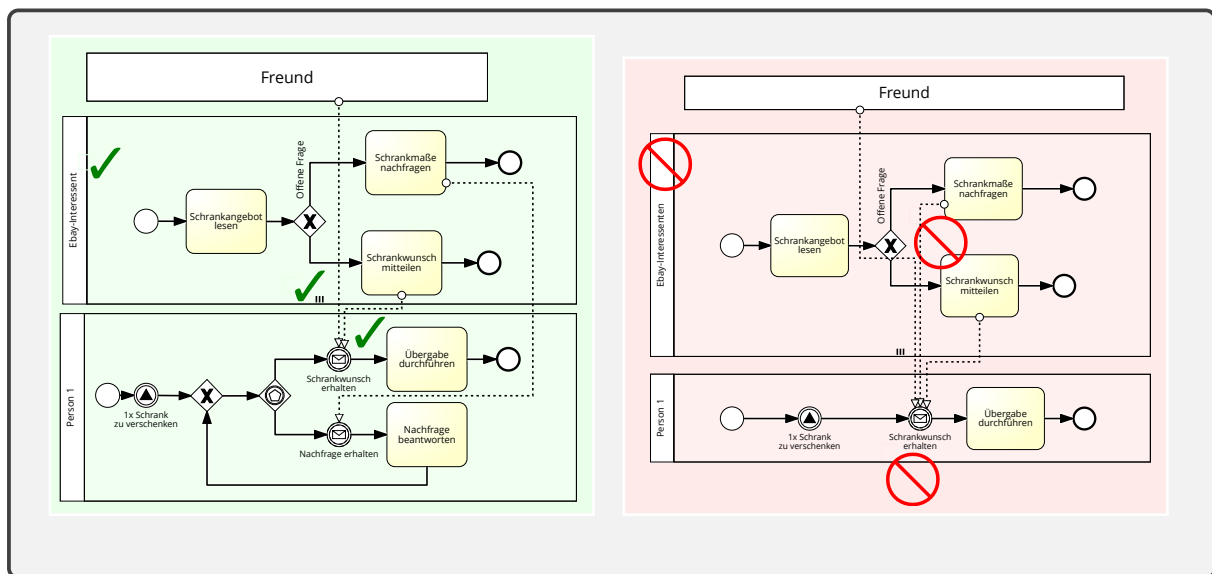 Freund
Ebay-Interessent
Schrankangebot
lesen
Offene Frage
X
Schrankmaße
nachfragen
Schrankwunsch
mitteilen
Person 1
1x Schrank
zu verschenken
X
Schrankwunsch
erhalten
Übergabe
durchführen
Nachfrage erhalten
Nachfrage
beantworten
Freund
Ebay-Interessenten
Schrankangebot
lesen
Offene Frage
X
Schrankmaße
nachfragen
Schrankwunsch
mitteilen
Person 1
1x Schrank
zu verschenken
Schrankwunsch
erhalten
Übergabe
durchführen